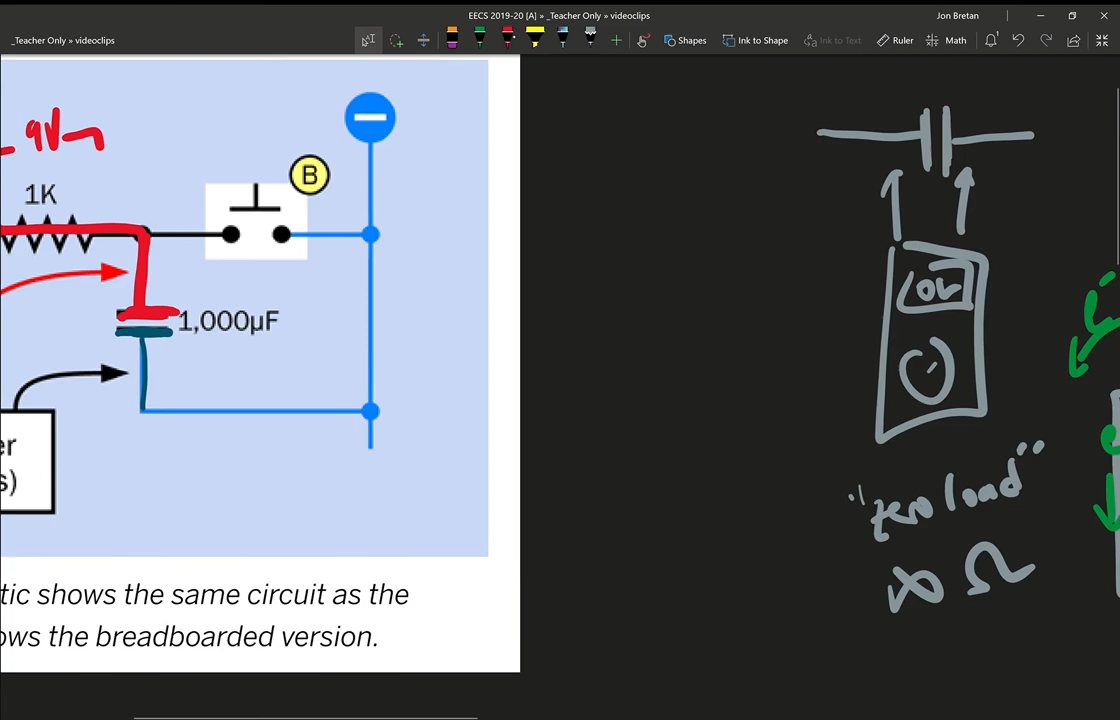 EECS 2019-20 [A] » _Teacher Only » videoclips
Jon Bretan
_Teacher Only » videoclips
Shapes
Ink to Shape
Ink to Text
Ruler
Math
9V
B
1K
1,000µF
er
s)
"zero load"
∞ Ω
tic shows the same circuit as the
ows the breadboarded version.